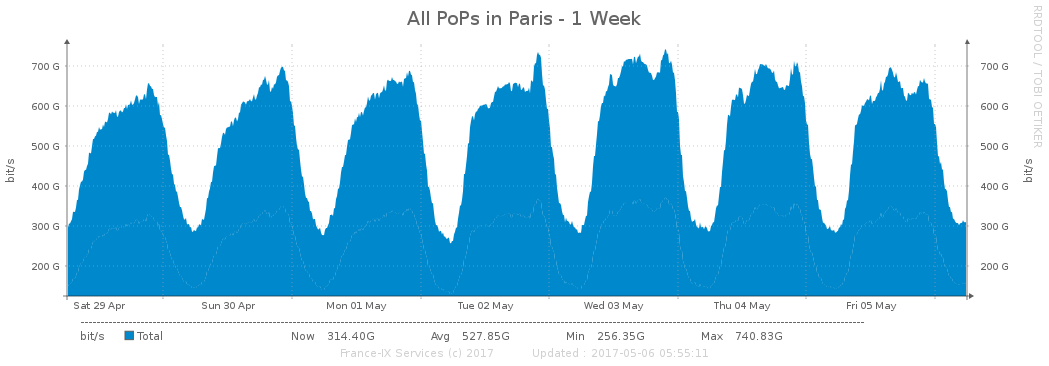 All PoPs in Paris - 1 Week
RRDTOOL / TOBI OETIKER
bit/s
700 G
600 G
500 G
400 G
300 G
200 G
700 G
600 G
500 G
400 G
300 G
200 G
bit/s
Sat 29 Apr Sun 30 Apr Mon 01 May Tue 02 May Wed 03 May Thu 04 May Fri 05 May
bit/s Total Now 314.40G Avg 527.85G Min 256.35G Max 740.83G
France-IX Services (c) 2017 Updated : 2017-05-06 05:55:11